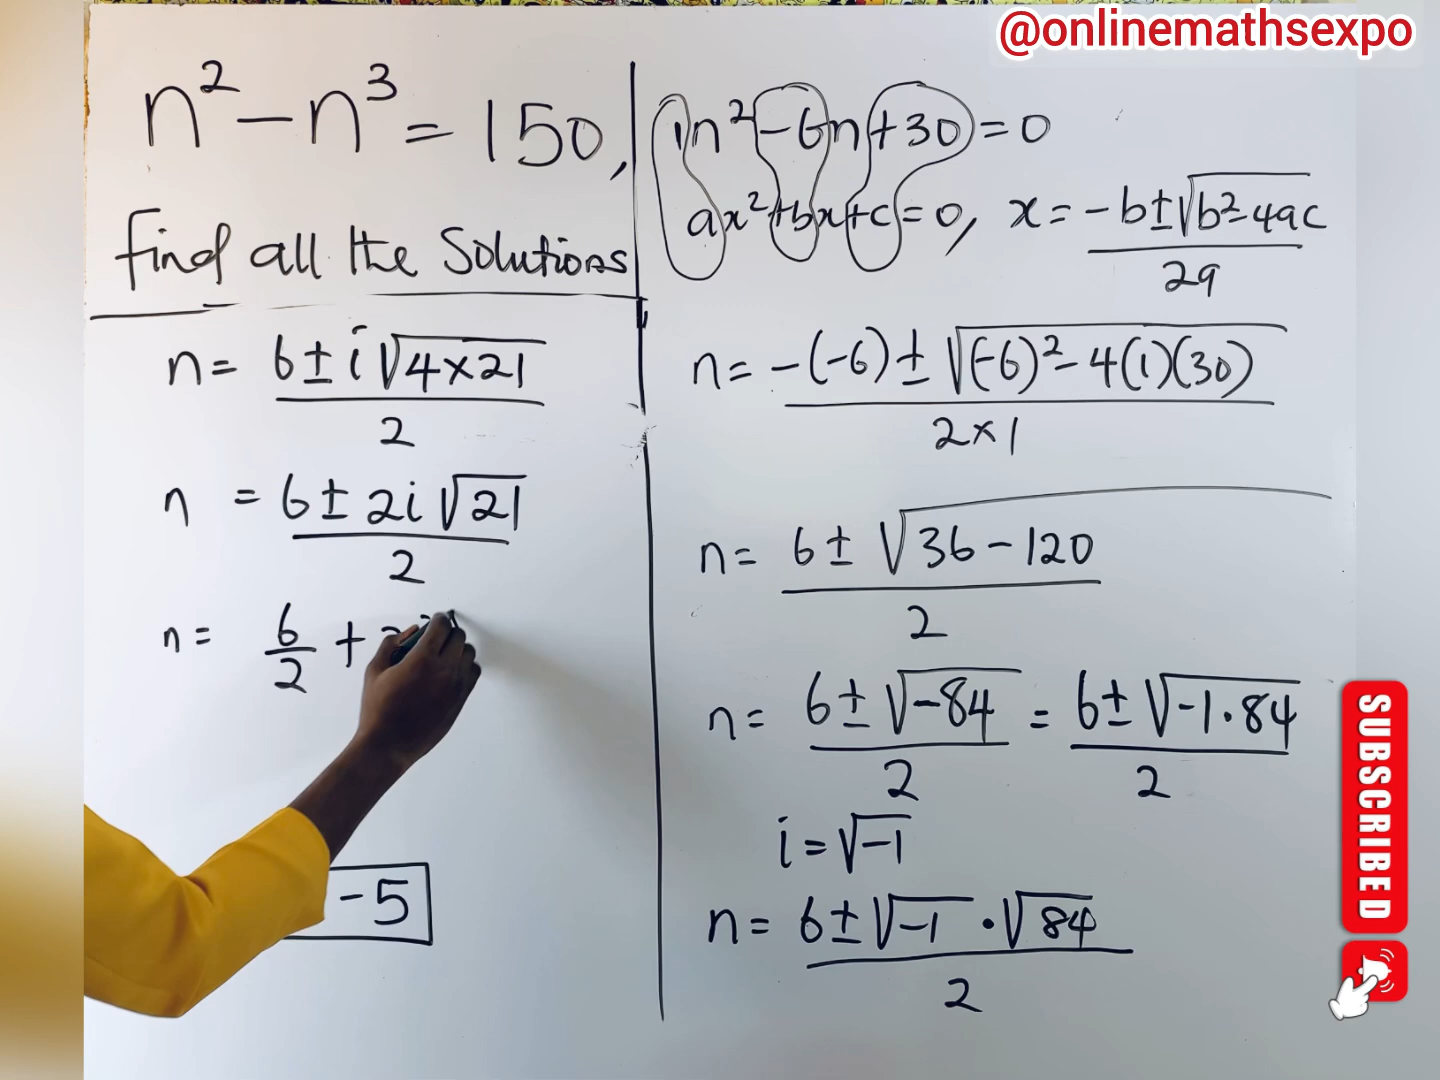 @onlinemathsexpo
n² - n³ = 150,
Find all the Solutions
n = 6 ± i√4×21 / 2
n = 6 ± 2i√21 / 2
n = 6/2 +
-5
1n² - 6n + 30 = 0
ax² + bx + c = 0, x = -b ± √b² - 4ac / 2a
n = -(-6) ± √(-6)² - 4(1)(30) / 2×1
n = 6 ± √36 - 120 / 2
n = 6 ± √-84 / 2 = 6 ± √-1·84 / 2
i = √-1
n = 6 ± √-1 · √84 / 2
SUBSCRIBED